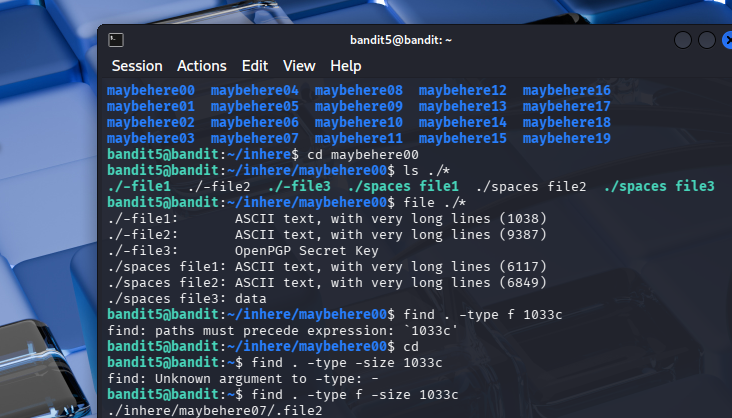 bandit5@bandit: ~
Session Actions Edit View Help
maybehere00 maybehere04 maybehere08 maybehere12 maybehere16
maybehere01 maybehere05 maybehere09 maybehere13 maybehere17
maybehere02 maybehere06 maybehere10 maybehere14 maybehere18
maybehere03 maybehere07 maybehere11 maybehere15 maybehere19
bandit5@bandit:~/inhere$ cd maybehere00
bandit5@bandit:~/inhere/maybehere00$ ls ./*
./-file1 ./-file2 ./-file3 ./spaces file1 ./spaces file2 ./spaces file3
bandit5@bandit:~/inhere/maybehere00$ file ./*
./-file1: ASCII text, with very long lines (1038)
./-file2: ASCII text, with very long lines (9387)
./-file3: OpenPGP Secret Key
./spaces file1: ASCII text, with very long lines (6117)
./spaces file2: ASCII text, with very long lines (6849)
./spaces file3: data
bandit5@bandit:~/inhere/maybehere00$ find . -type f 1033c
find: paths must precede expression: `1033c'
bandit5@bandit:~/inhere/maybehere00$ cd
bandit5@bandit:~$ find . -type -size 1033c
find: Unknown argument to -type: -
bandit5@bandit:~$ find . -type f -size 1033c
./inhere/maybehere07/.file2